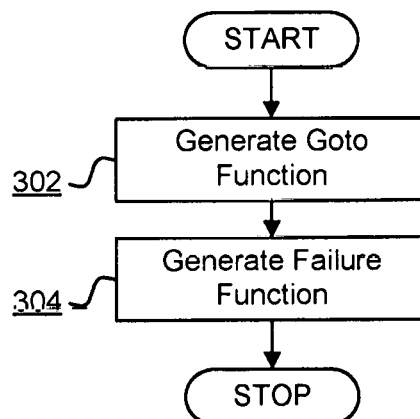 START
302
Generate Goto
Function
304
Generate Failure
Function
STOP